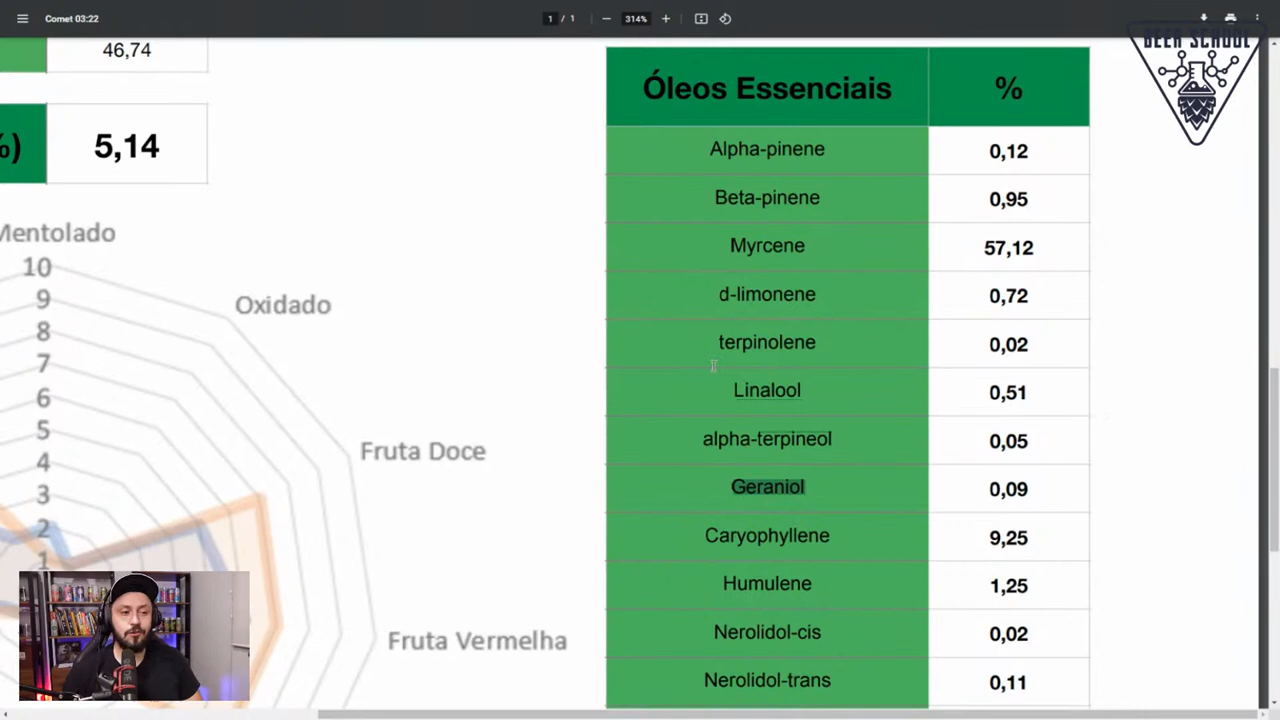 Comet 03:22
1 / 1
314%
BEER SCHOOL
46,74
%)
5,14
Mentolado
10
9
8
7
6
5
4
3
2
1
Oxidado
Fruta Doce
Fruta Vermelha
Óleos Essenciais %
Alpha-pinene 0,12
Beta-pinene 0,95
Myrcene 57,12
d-limonene 0,72
terpinolene 0,02
Linalool 0,51
alpha-terpineol 0,05
Geraniol 0,09
Caryophyllene 9,25
Humulene 1,25
Nerolidol-cis 0,02
Nerolidol-trans 0,11